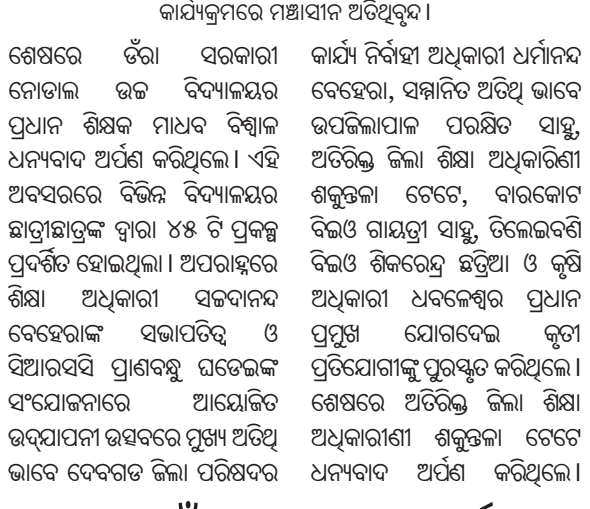 କାର୍ଯ୍ୟକ୍ରମରେ ମଞ୍ଚାସୀନ ଅତିଥିବୃନ୍ଦ।
ଶେଷରେ ଡଁରା ସରକାରୀ
ନୋଡାଲ ଉଚ୍ଚ ବିଦ୍ୟାଳୟର
ପ୍ରଧାନ ଶିକ୍ଷକ ମାଧବ ବିଶ୍ୱାଳ
ଧନ୍ୟବାଦ ଅର୍ପଣ କରିଥିଲେ। ଏହି
ଅବସରରେ ବିଭିନ୍ନ ବିଦ୍ୟାଳୟର
ଛାତ୍ରୀଛାତ୍ରଙ୍କ ଦ୍ୱାରା ୪୫ ଟି ପ୍ରକଳ୍ପ
ପ୍ରଦର୍ଶିତ ହୋଇଥିଲା। ଅପରାହ୍ନରେ
ଶିକ୍ଷା ଅଧିକାରୀ ସଚ୍ଚଦାନନ୍ଦ
ବେହେରାଙ୍କ ସଭାପତିତ୍ୱ ଓ
ସିଆରସସି ପ୍ରାଣବନ୍ଧୁ ଘଡେଇଙ୍କ
ସଂଯୋଜନାରେ ଆୟୋଜିତ
ଉଦ୍‌ଯାପନୀ ଉତ୍ସବରେ ମୁଖ୍ୟ ଅତିଥି
ଭାବେ ଦେବଗଡ ଜିଲା ପରିଷଦର
କାର୍ଯ୍ୟ ନିର୍ବାହୀ ଅଧିକାରୀ ଧର୍ମାନନ୍ଦ
ବେହେରା, ସମ୍ମାନିତ ଅତିଥି ଭାବେ
ଉପଜିଲାପାଳ ପରକ୍ଷିତ ସାହୁ,
ଅତିରିକ୍ତ ଜିଲା ଶିକ୍ଷା ଅଧିକାରିଣୀ
ଶକୁନ୍ତଳା ଟେଟେ, ବାରକୋଟ
ବିଇଓ ଗାୟତ୍ରୀ ସାହୁ, ତିଲେଇବଣି
ବିଇଓ ଶିକରେନ୍ଦ୍ର ଛତ୍ରିଆ ଓ କୃଷି
ଅଧିକାରୀ ଧବଳେଶ୍ୱର ପ୍ରଧାନ
ପ୍ରମୁଖ ଯୋଗଦେଇ କୃତୀ
ପ୍ରତିଯୋଗୀଙ୍କୁ ପୁରସ୍କୃତ କରିଥିଲେ।
ଶେଷରେ ଅତିରିକ୍ତ ଜିଲା ଶିକ୍ଷା
ଅଧିକାରୀଣୀ ଶକୁନ୍ତଳା ଟେଟେ
ଧନ୍ୟବାଦ ଅର୍ପଣ କରିଥିଲେ।